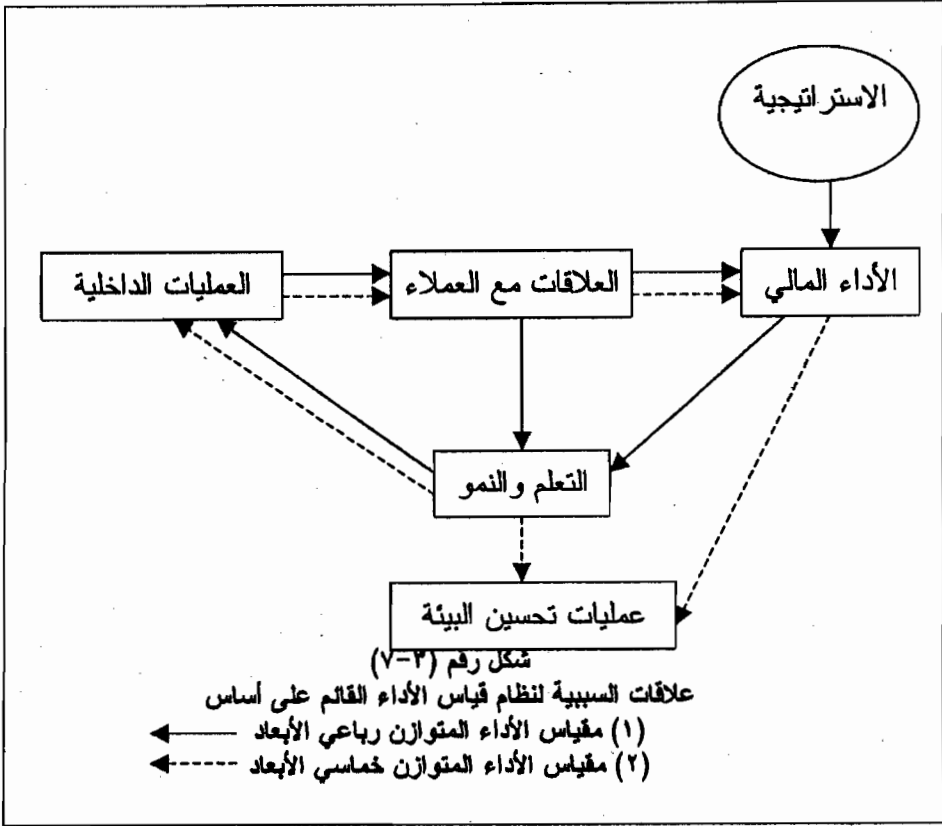 الاستراتيجية
الأداء المالي
العلاقات مع العملاء
العمليات الداخلية
التعلم والنمو
عمليات تحسين البيئة
شكل رقم (٣-٧)
علاقات السببية لنظام قياس الأداء القائم على أساس
(١) مقياس الأداء المتوازن رباعي الأبعاد
(٢) مقياس الأداء المتوازن خماسي الأبعاد